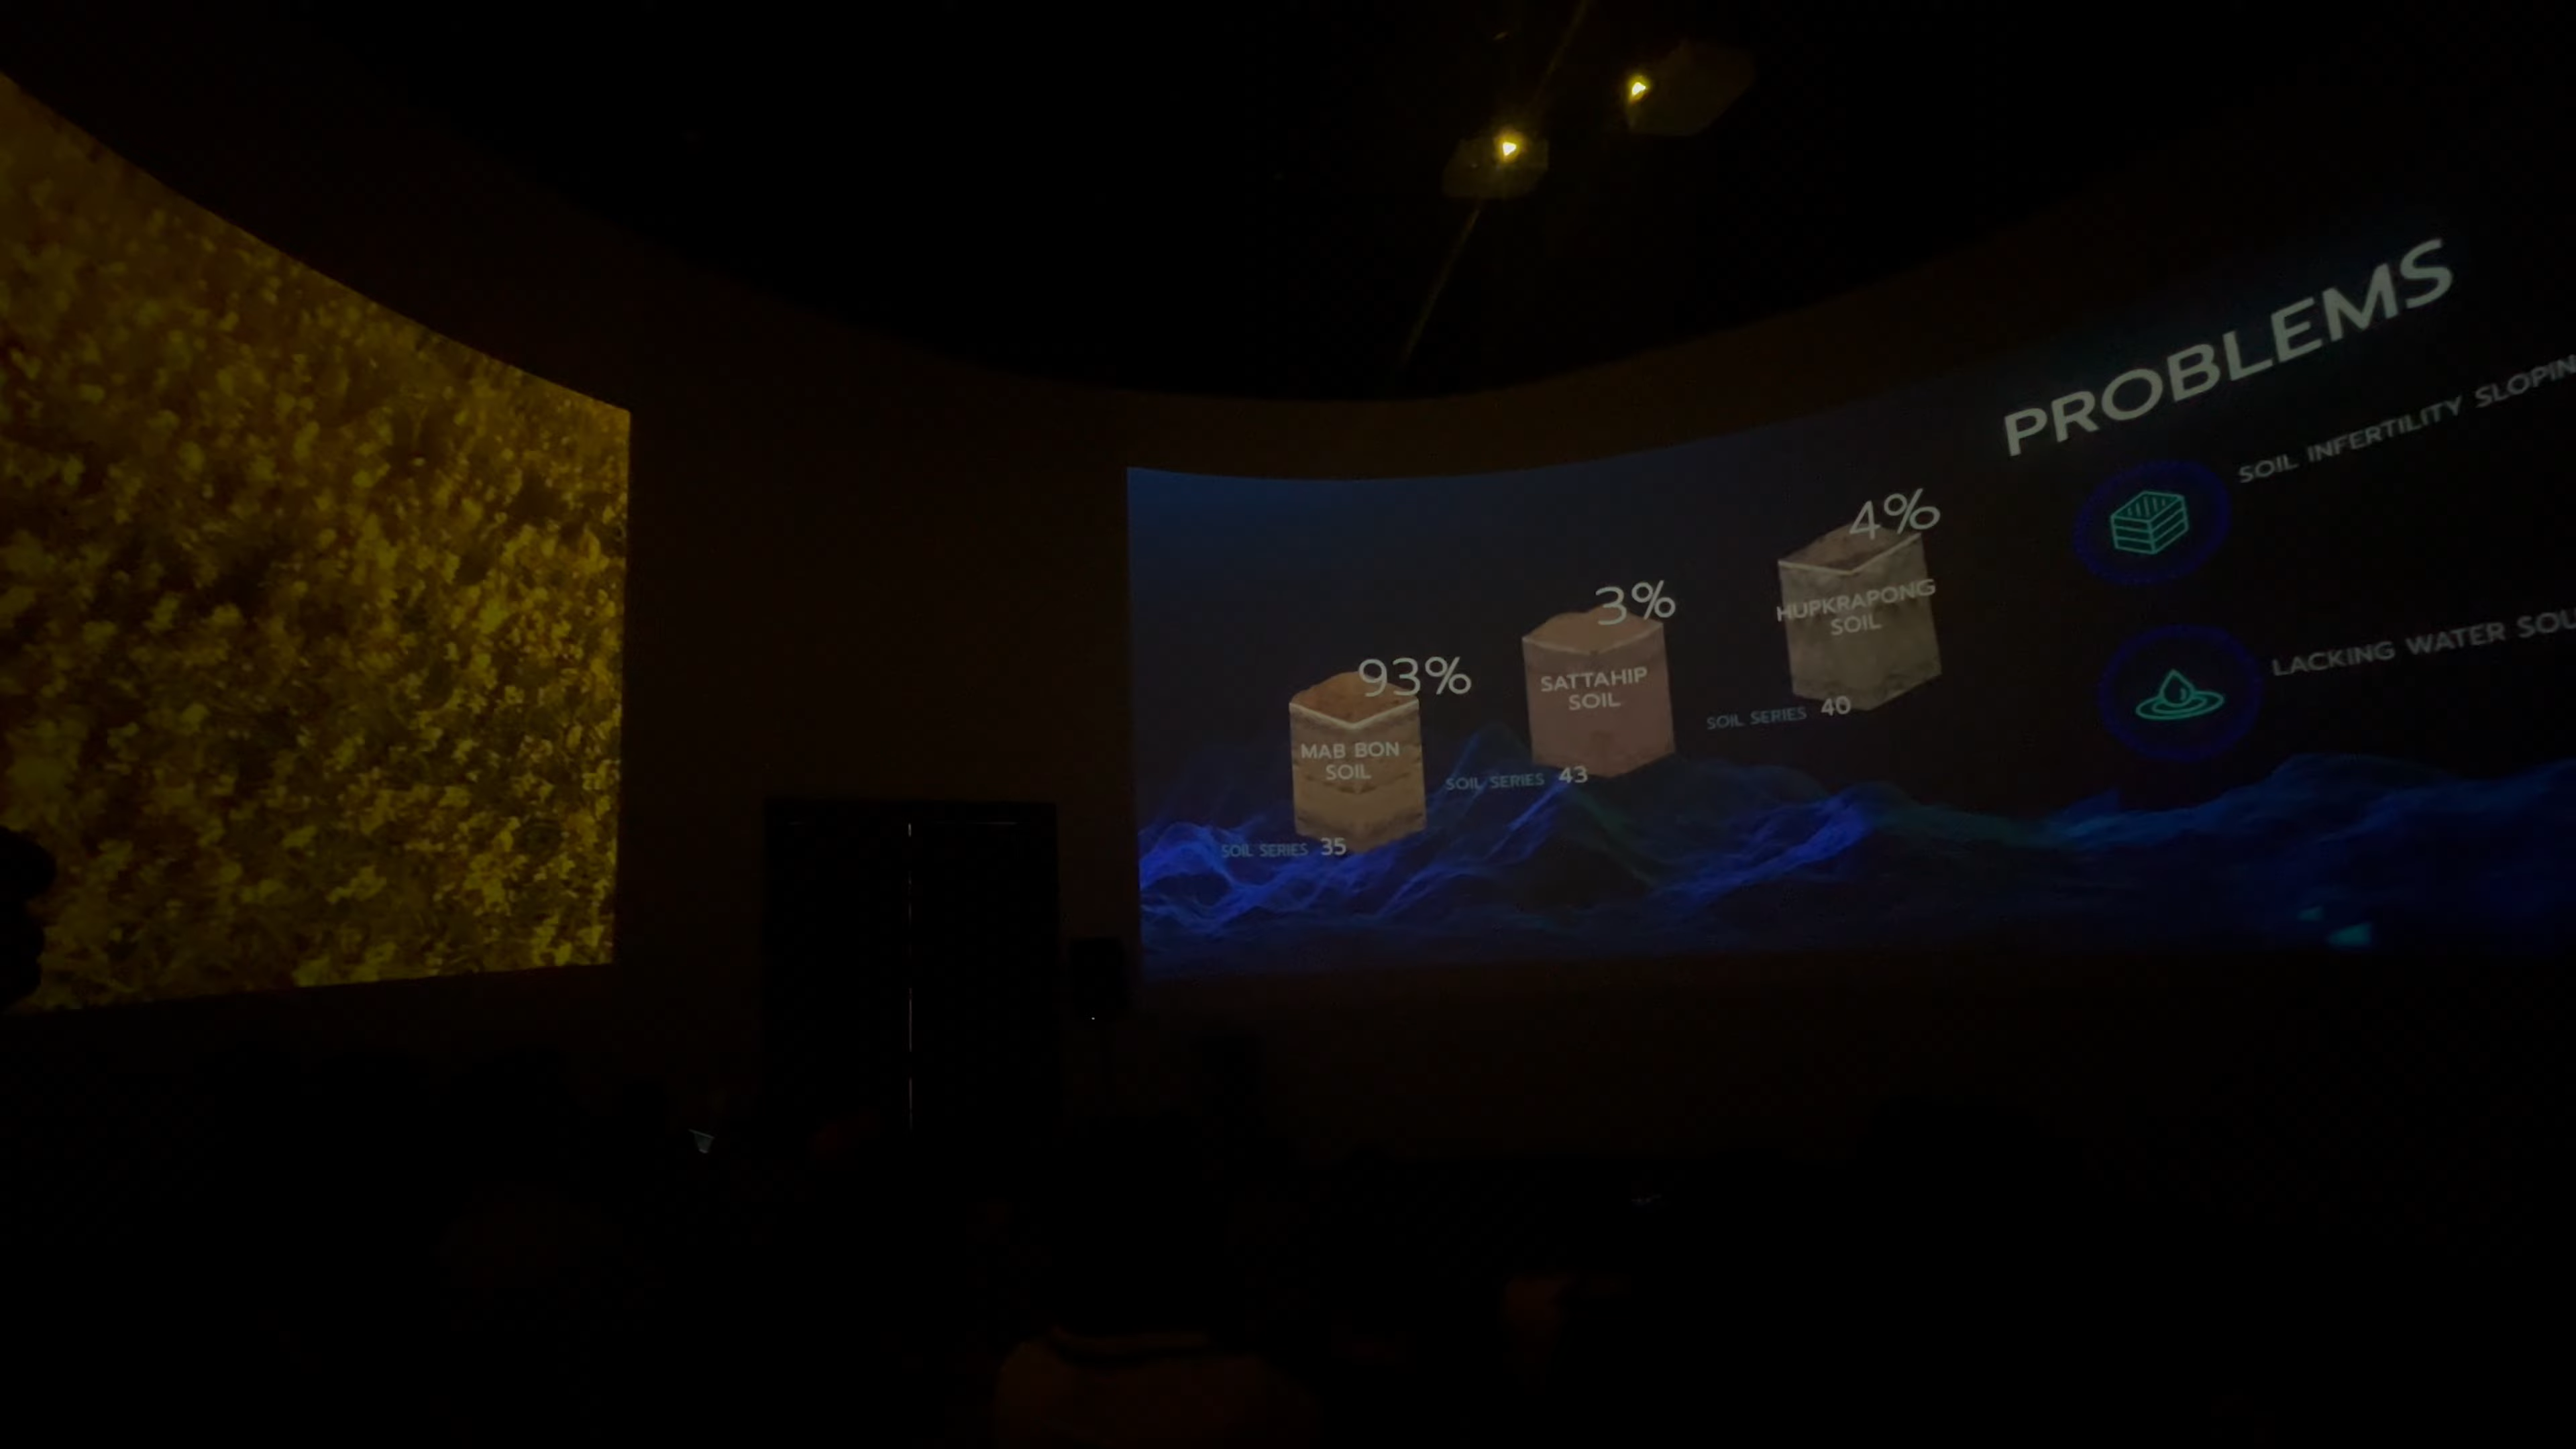 93%
MAB BON
SOIL
SOIL SERIES 35
3%
SATTAHIP
SOIL
SOIL SERIES 43
4%
HUPKRAPONG
SOIL
SOIL SERIES 40
PROBLEMS
SOIL INFERTILITY
LACKING WATER